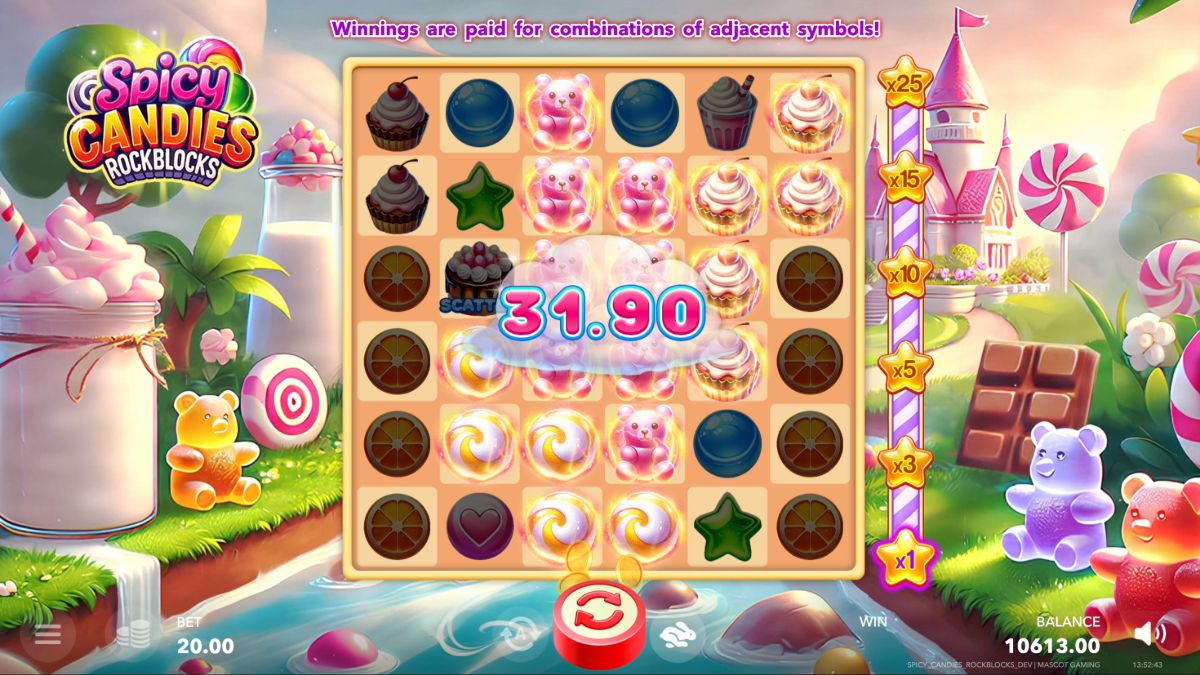 Winnings are paid for combinations of adjacent symbols!
Spicy
CANDIES
ROCKBLOCKS
x25
x15
x10
SCATT
31.90
x5
x3
x1
BET
20.00
A
WIN
BALANCE
10613.00
SPICY_CANDIES_ROCKBLOCKS_DEV | MASCOT GAMING
13:52:43